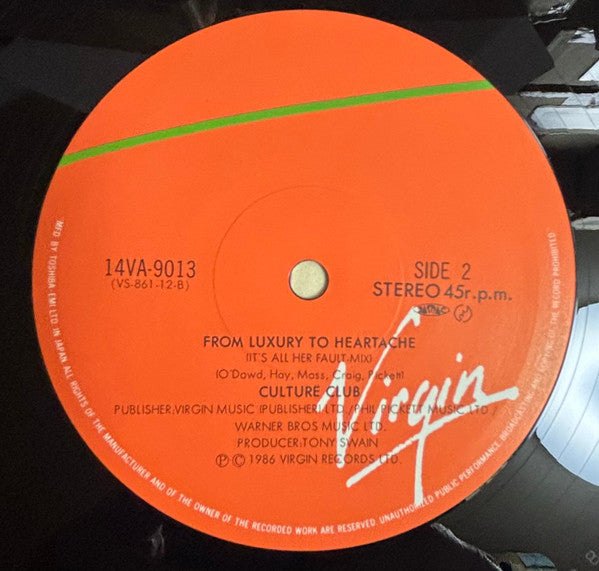 14VA-9013
(VS-861-12-B)
SIDE 2
STEREO 45 r.p.m.
FROM LUXURY TO HEARTACHE
(IT'S ALL HER FAULT-MIX)
(O'Dowd, Hay, Moss, Craig, Pickett)
CULTURE CLUB
PUBLISHER:VIRGIN MUSIC (PUBLISHER) LTD./PHIL PICKETT MUSIC LTD/
WARNER BROS MUSIC LTD.
PRODUCER:TONY SWAIN
Ⓟ © 1986 VIRGIN RECORDS LTD.
Virgin
MFD BY TOSHIBA EMI LTD IN JAPAN ALL RIGHTS OF THE MANUFACTURER AND OF THE OWNER OF THE RECORDED WORK ARE RESERVED. UNAUTHORIZED PUBLIC PERFORMANCE, BROADCASTING AND COPYING OF THE RECORD PROHIBITED